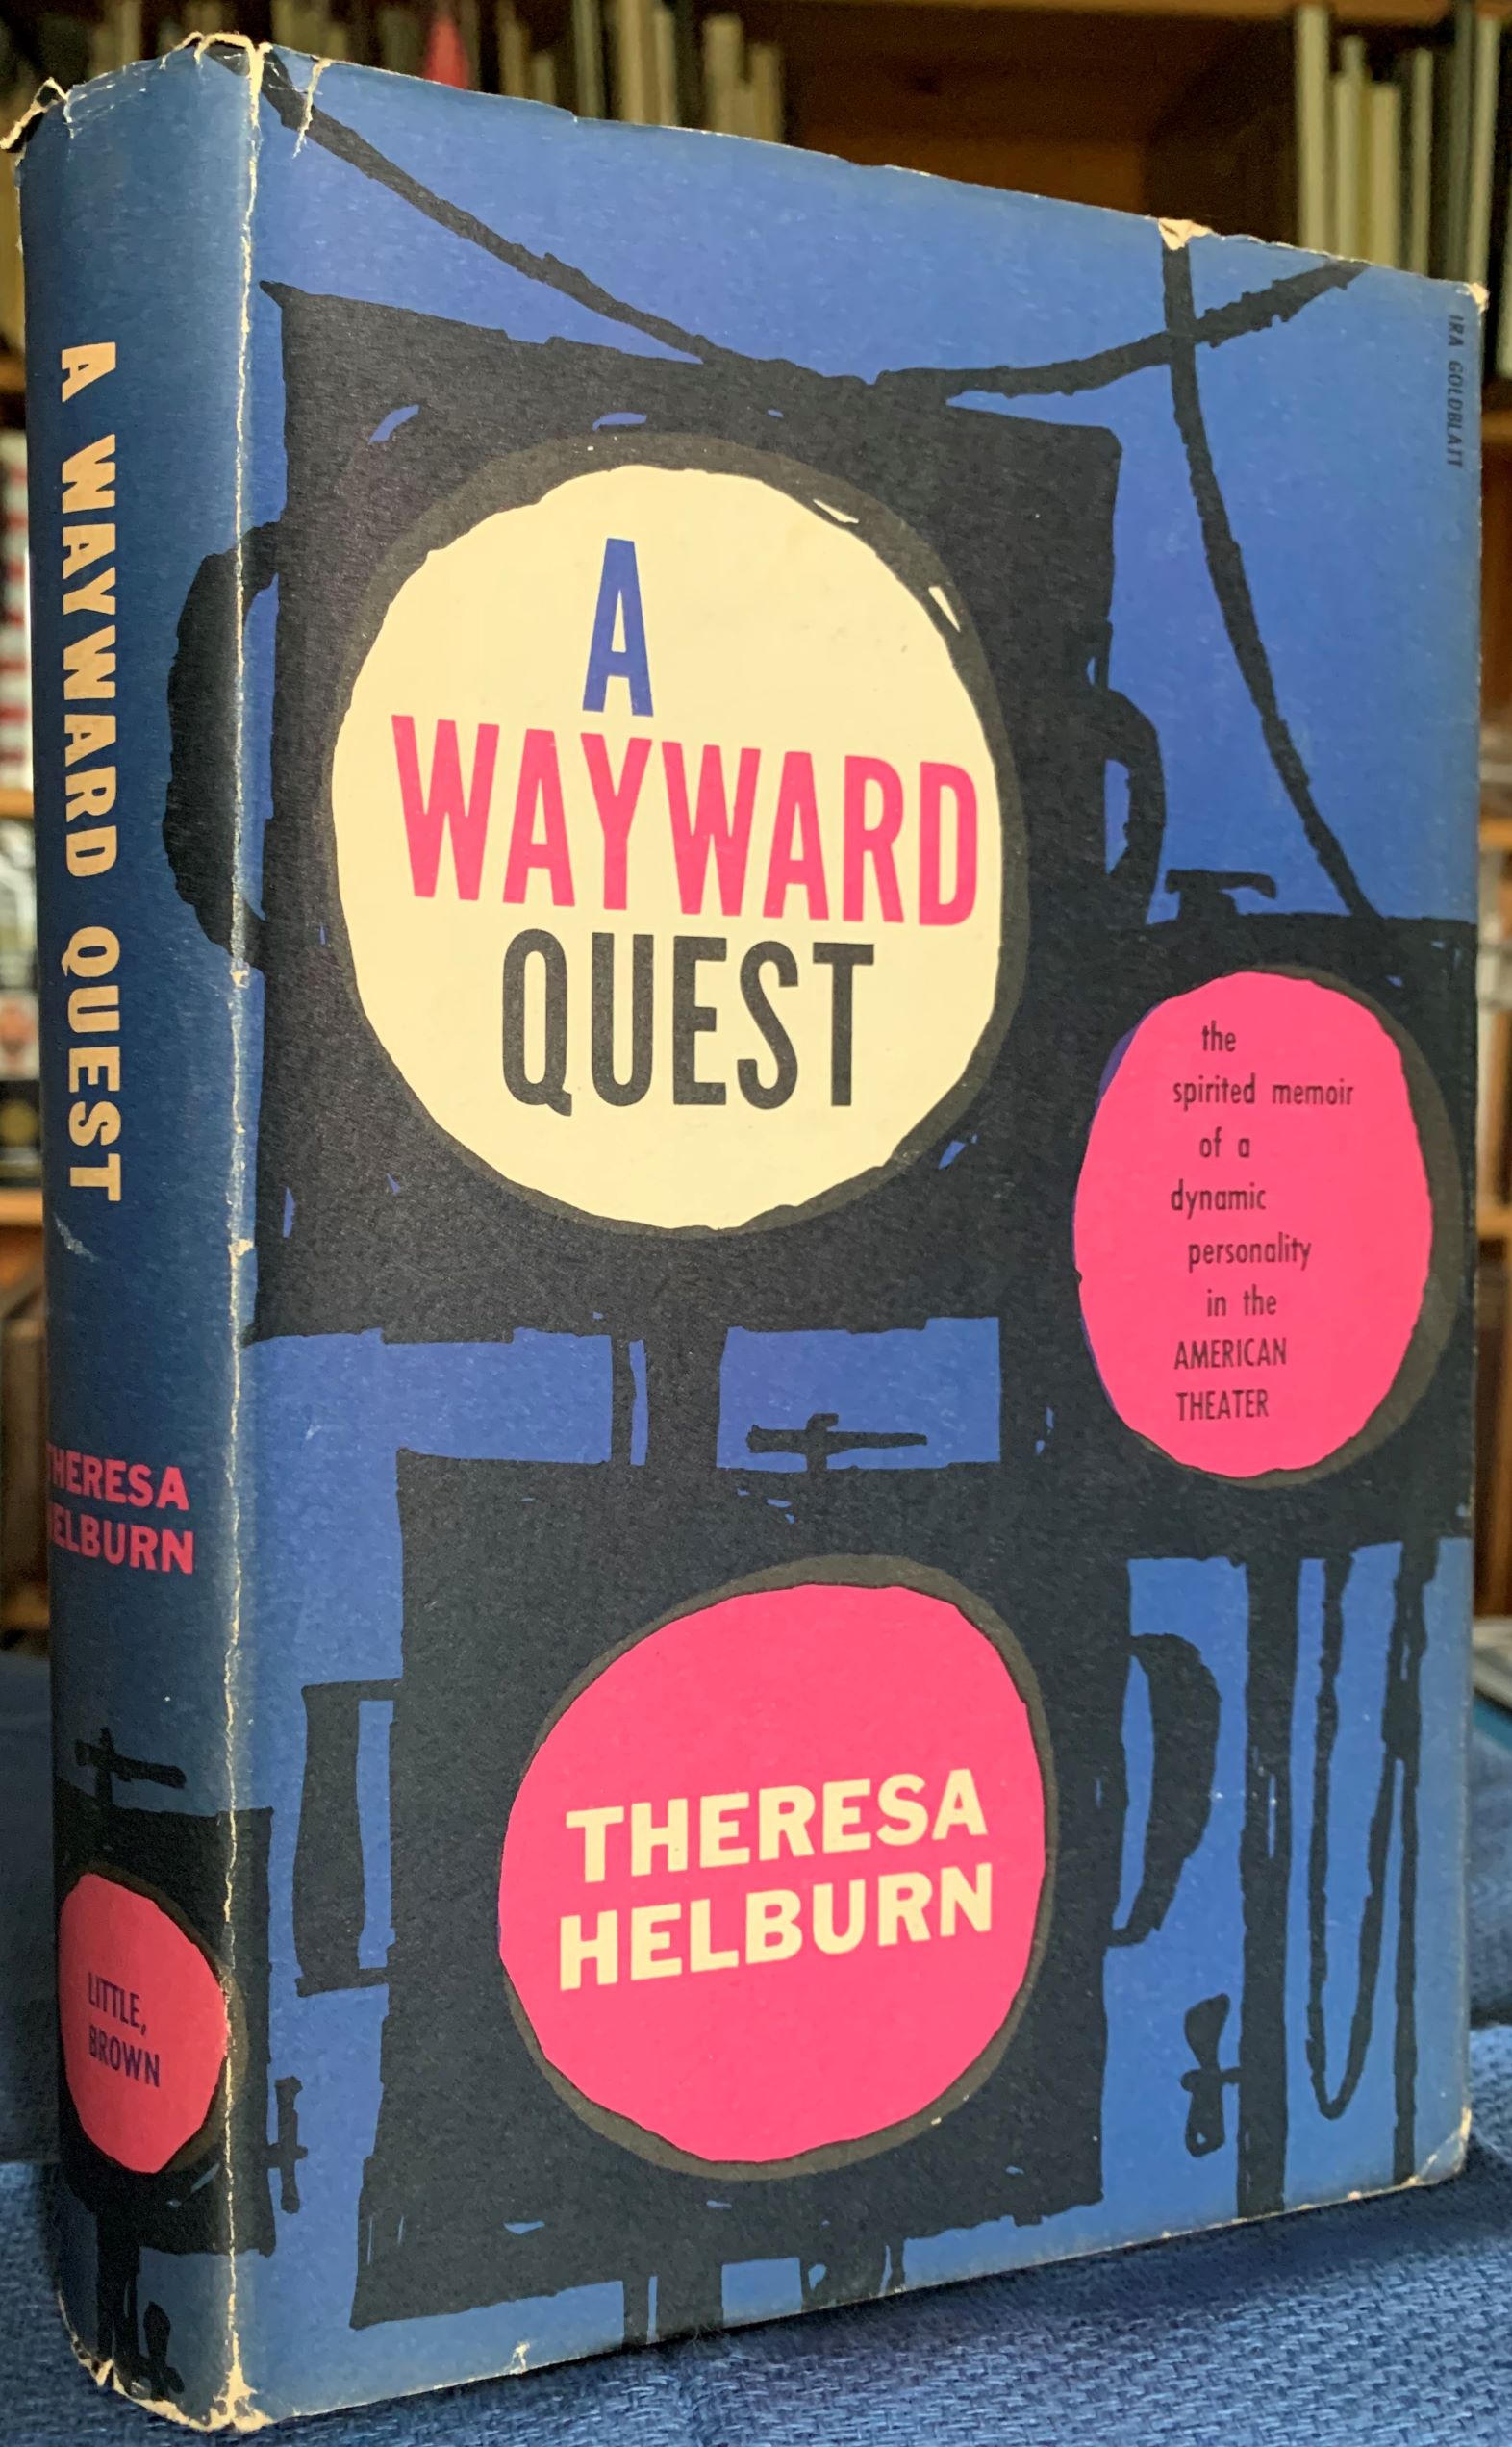 A WAYWARD QUEST
THERESA
HELBURN
LITTLE,
BROWN
IRA GOLDBLATT
A
WAYWARD
QUEST
the
spirited memoir
of a
dynamic
personality
in the
AMERICAN
THEATER
THERESA
HELBURN